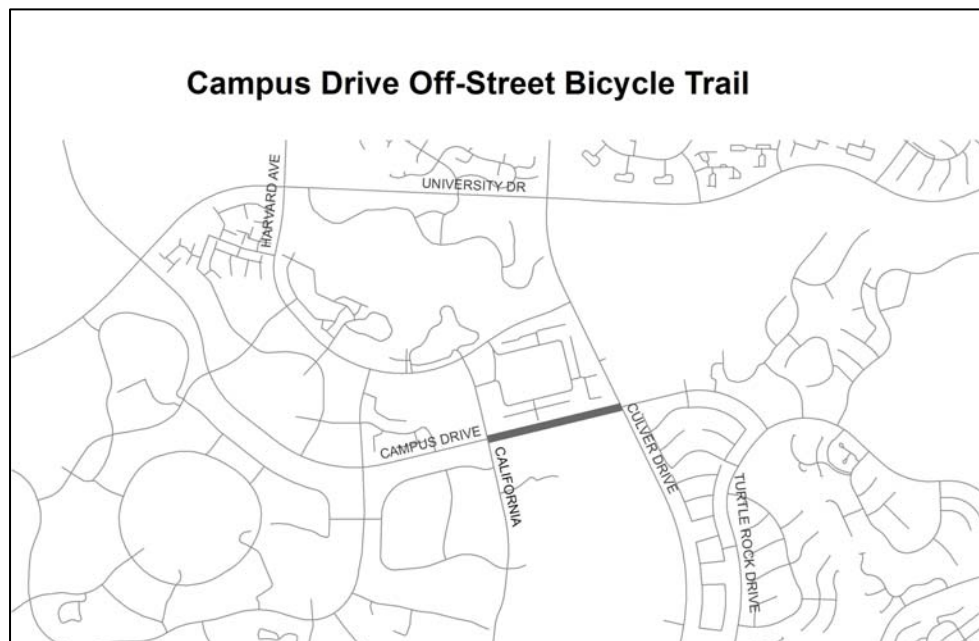 Campus Drive Off-Street Bicycle Trail
HARVARD AVE
UNIVERSITY DR
CAMPUS DRIVE
CALIFORNIA
CULVER DRIVE
TURTLE ROCK DRIVE